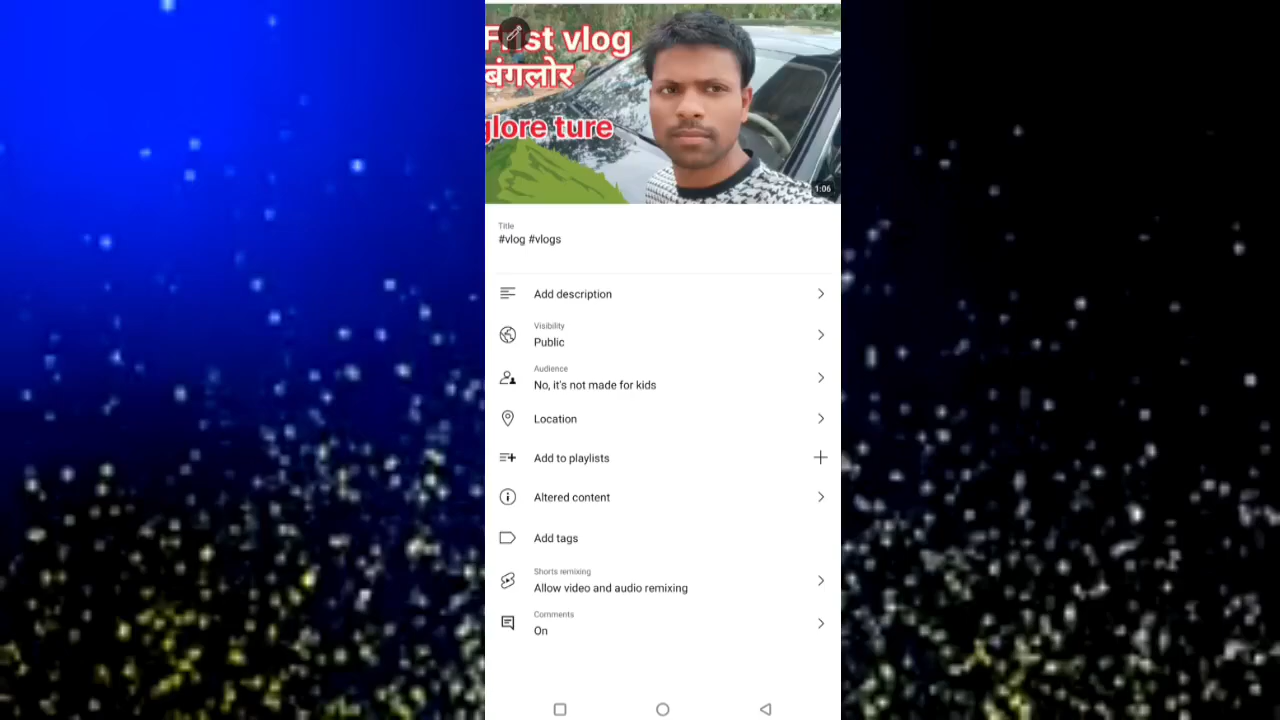 First vlog
बंगलोर
glore ture
1:06
Title
#vlog #vlogs
Add description
Visibility
Public
Audience
No, it's not made for kids
Location
Add to playlists
Altered content
Add tags
Shorts remixing
Allow video and audio remixing
Comments
On